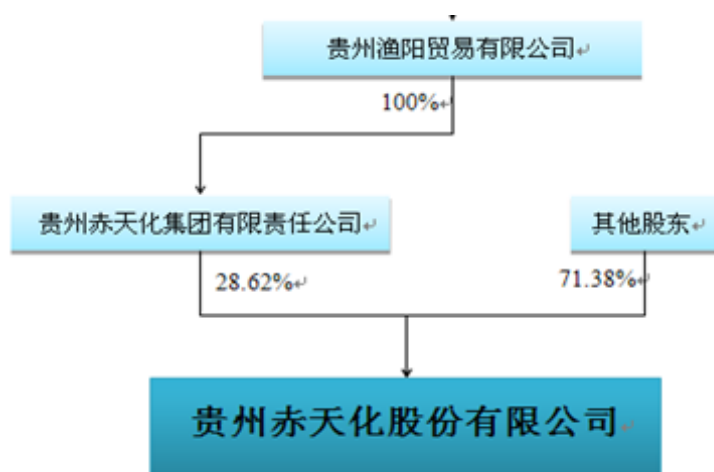 贵州渔阳贸易有限公司
100%
贵州赤天化集团有限责任公司
其他股东
28.62%
71.38%
贵州赤天化股份有限公司